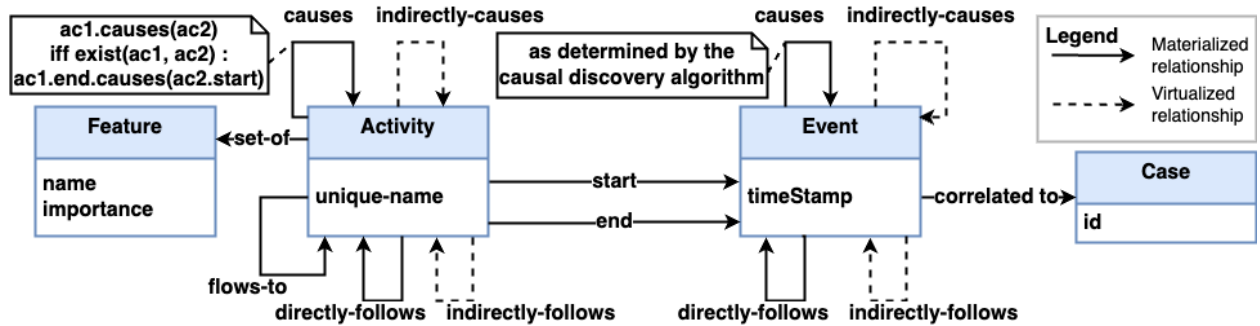 causes
indirectly-causes
causes
indirectly-causes
ac1.causes(ac2)
iff exist(ac1, ac2) :
ac1.end.causes(ac2.start)
as determined by the
causal discovery algorithm
Legend
Materialized
relationship
Virtualized
relationship
Feature
name
importance
set-of
Activity
unique-name
start
end
Event
timeStamp
correlated to
Case
id
flows-to
directly-follows
indirectly-follows
directly-follows
indirectly-follows